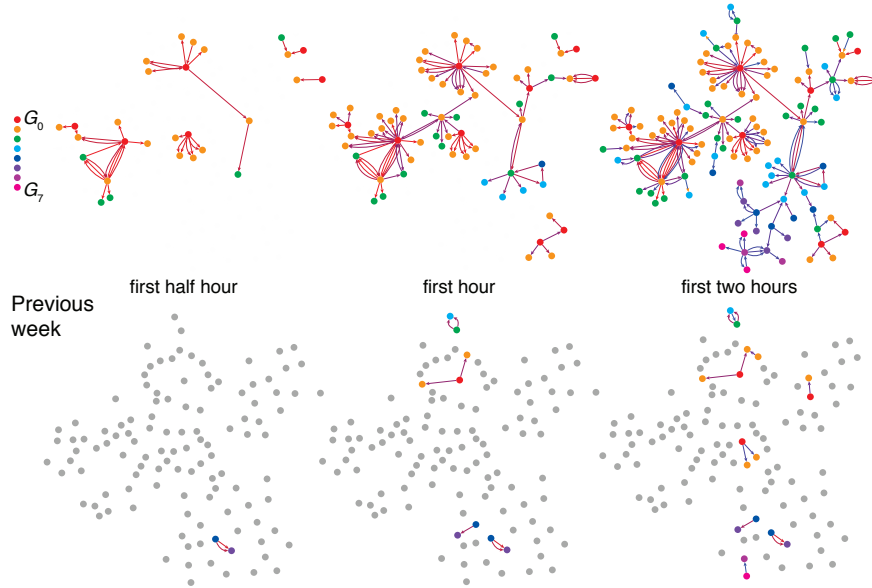 G0
G7
first half hour
first hour
first two hours
Previous
week